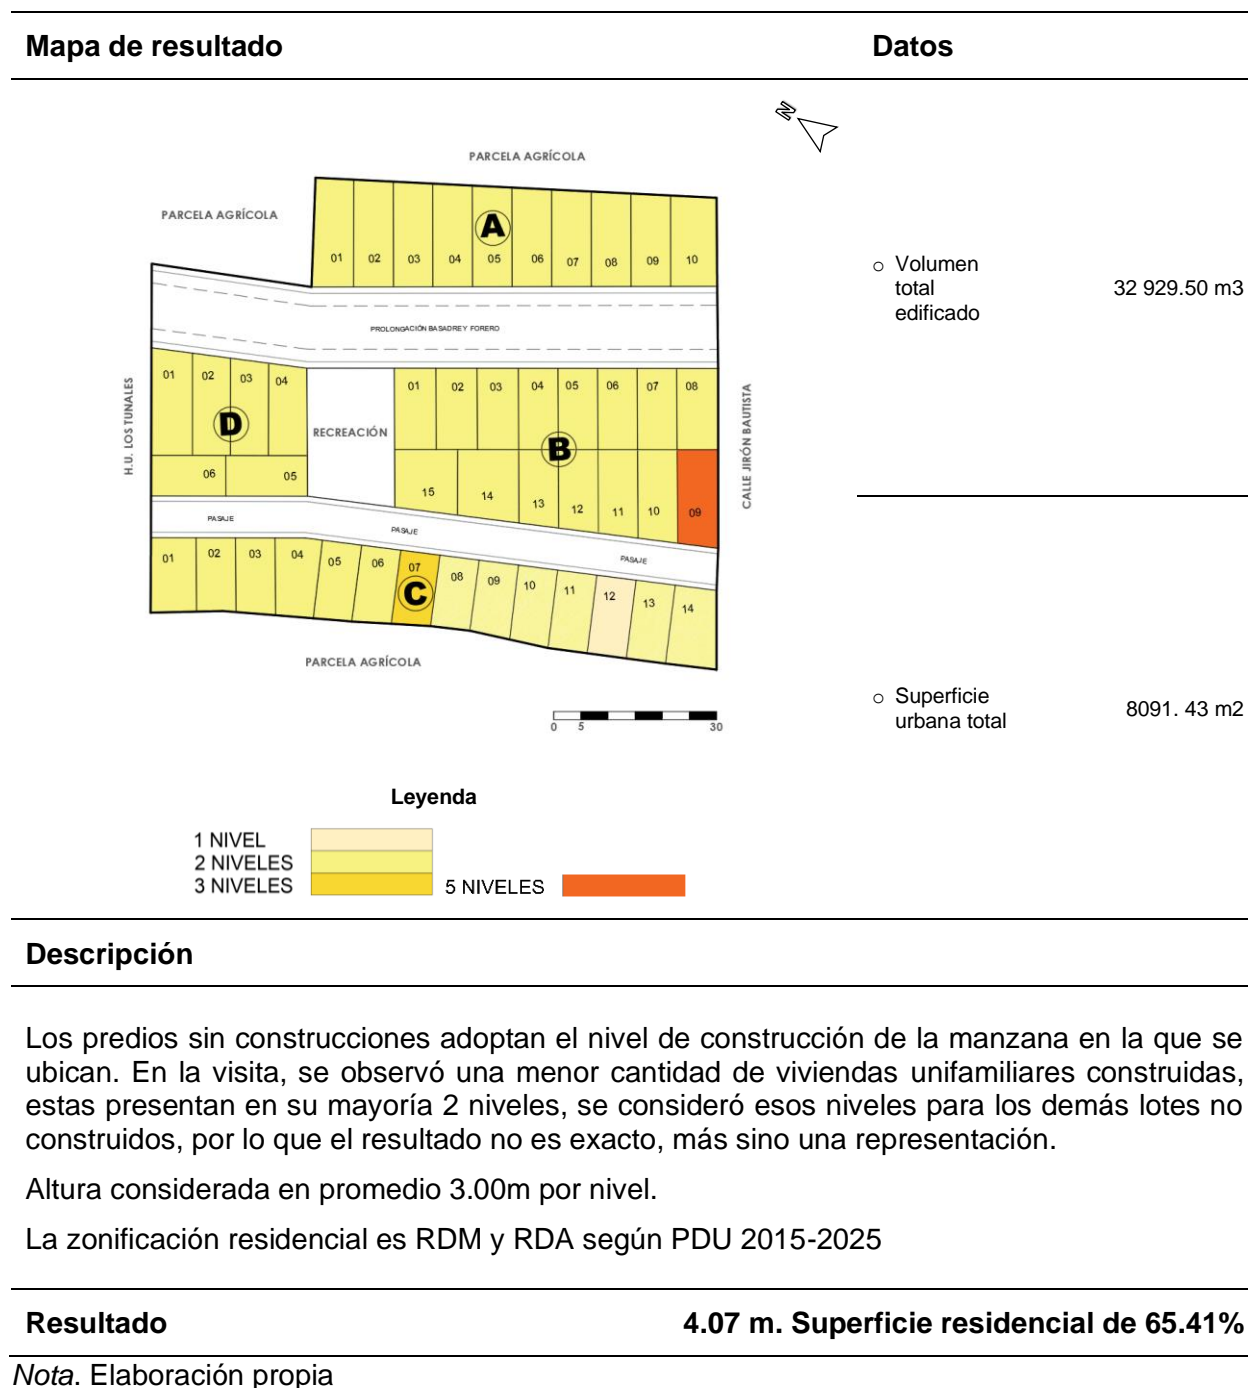 Mapa de resultado
Datos
N
PARCELA AGRÍCOLA
PARCELA AGRÍCOLA
A
01 02 03 04 05 06 07 08 09 10
PROLONGACIÓN BASADRE Y FORERO
H.U. LOS TUNALES
01 02 03 04
D
06 05
RECREACIÓN
01 02 03 04 05 06 07 08
B
15 14 13 12 11 10 09
CALLE JIRÓN BAUTISTA
PASAJE
PASAJE
PASAJE
01 02 03 04 05 06 07 08 09 10 11 12 13 14
C
PARCELA AGRÍCOLA
0 5 30
○ Volumen
total
edificado
32 929.50 m3
○ Superficie
urbana total
8091. 43 m2
Leyenda
1 NIVEL
2 NIVELES
3 NIVELES
5 NIVELES
Descripción
Los predios sin construcciones adoptan el nivel de construcción de la manzana en la que se
ubican. En la visita, se observó una menor cantidad de viviendas unifamiliares construidas,
estas presentan en su mayoría 2 niveles, se consideró esos niveles para los demás lotes no
construidos, por lo que el resultado no es exacto, más sino una representación.
Altura considerada en promedio 3.00m por nivel.
La zonificación residencial es RDM y RDA según PDU 2015-2025
Resultado
4.07 m. Superficie residencial de 65.41%
Nota. Elaboración propia